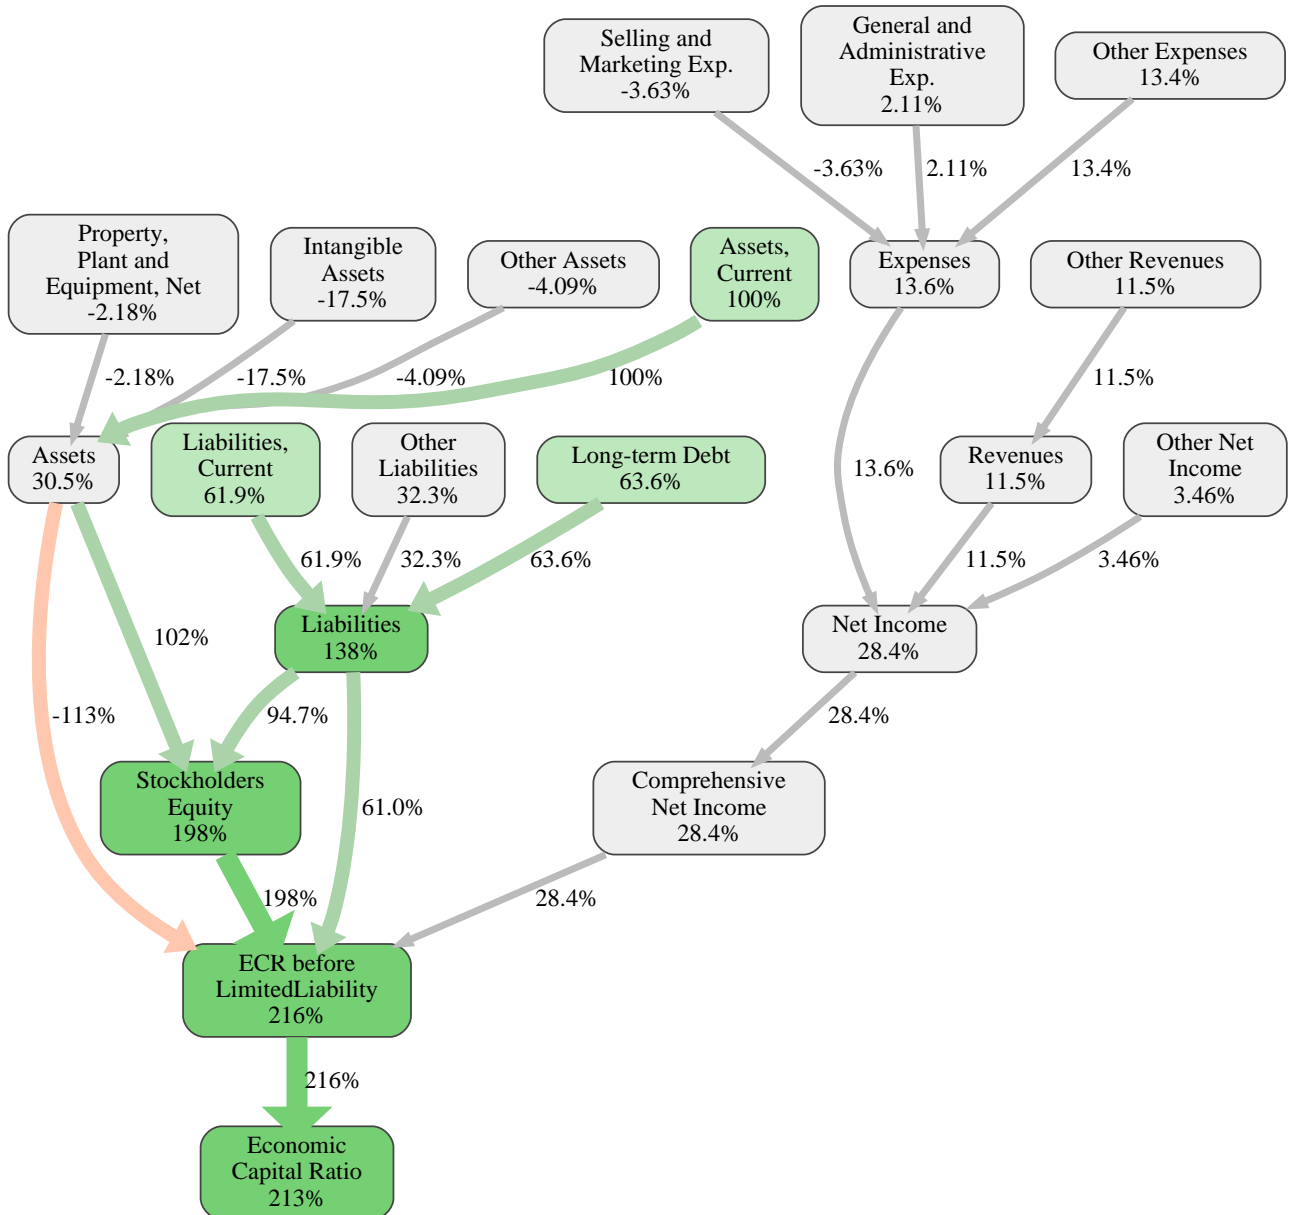 Selling and
Marketing Exp.
-3.63%
General and
Administrative
Exp.
2.11%
Other Expenses
13.4%
-3.63%
2.11%
13.4%
Property,
Plant and
Equipment, Net
-2.18%
Intangible
Assets
-17.5%
Other Assets
-4.09%
Assets,
Current
100%
Expenses
13.6%
Other Revenues
11.5%
-2.18%
-17.5%
-4.09%
100%
11.5%
Assets
30.5%
Liabilities,
Current
61.9%
Other
Liabilities
32.3%
Long-term Debt
63.6%
13.6%
Revenues
11.5%
Other Net
Income
3.46%
61.9%
32.3%
63.6%
11.5%
3.46%
102%
Liabilities
138%
Net Income
28.4%
-113%
94.7%
28.4%
Stockholders
Equity
198%
61.0%
Comprehensive
Net Income
28.4%
198%
28.4%
ECR before
LimitedLiability
216%
216%
Economic
Capital Ratio
213%